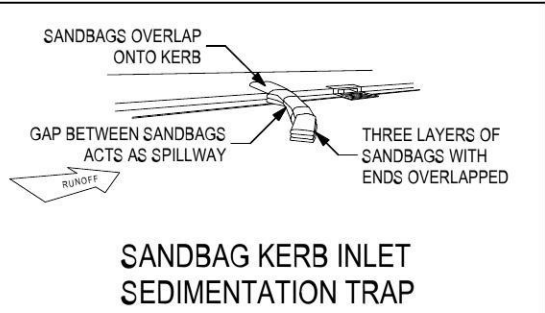 SANDBAGS OVERLAP
ONTO KERB
GAP BETWEEN SANDBAGS
ACTS AS SPILLWAY
THREE LAYERS OF
SANDBAGS WITH
ENDS OVERLAPPED
RUNOFF
SANDBAG KERB INLET
SEDIMENTATION TRAP